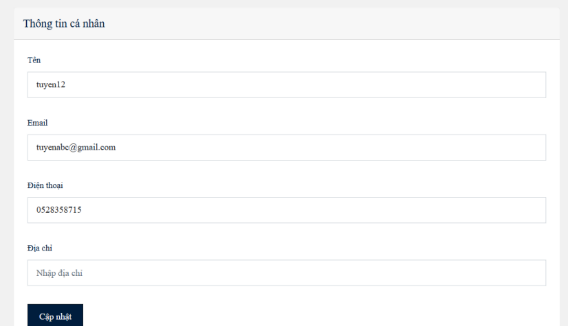 Thông tin cá nhân
Tên
tuyen12
Email
tuyenabc@gmail.com
Điện thoại
0528358715
Địa chỉ
Nhập địa chỉ
Cập nhật